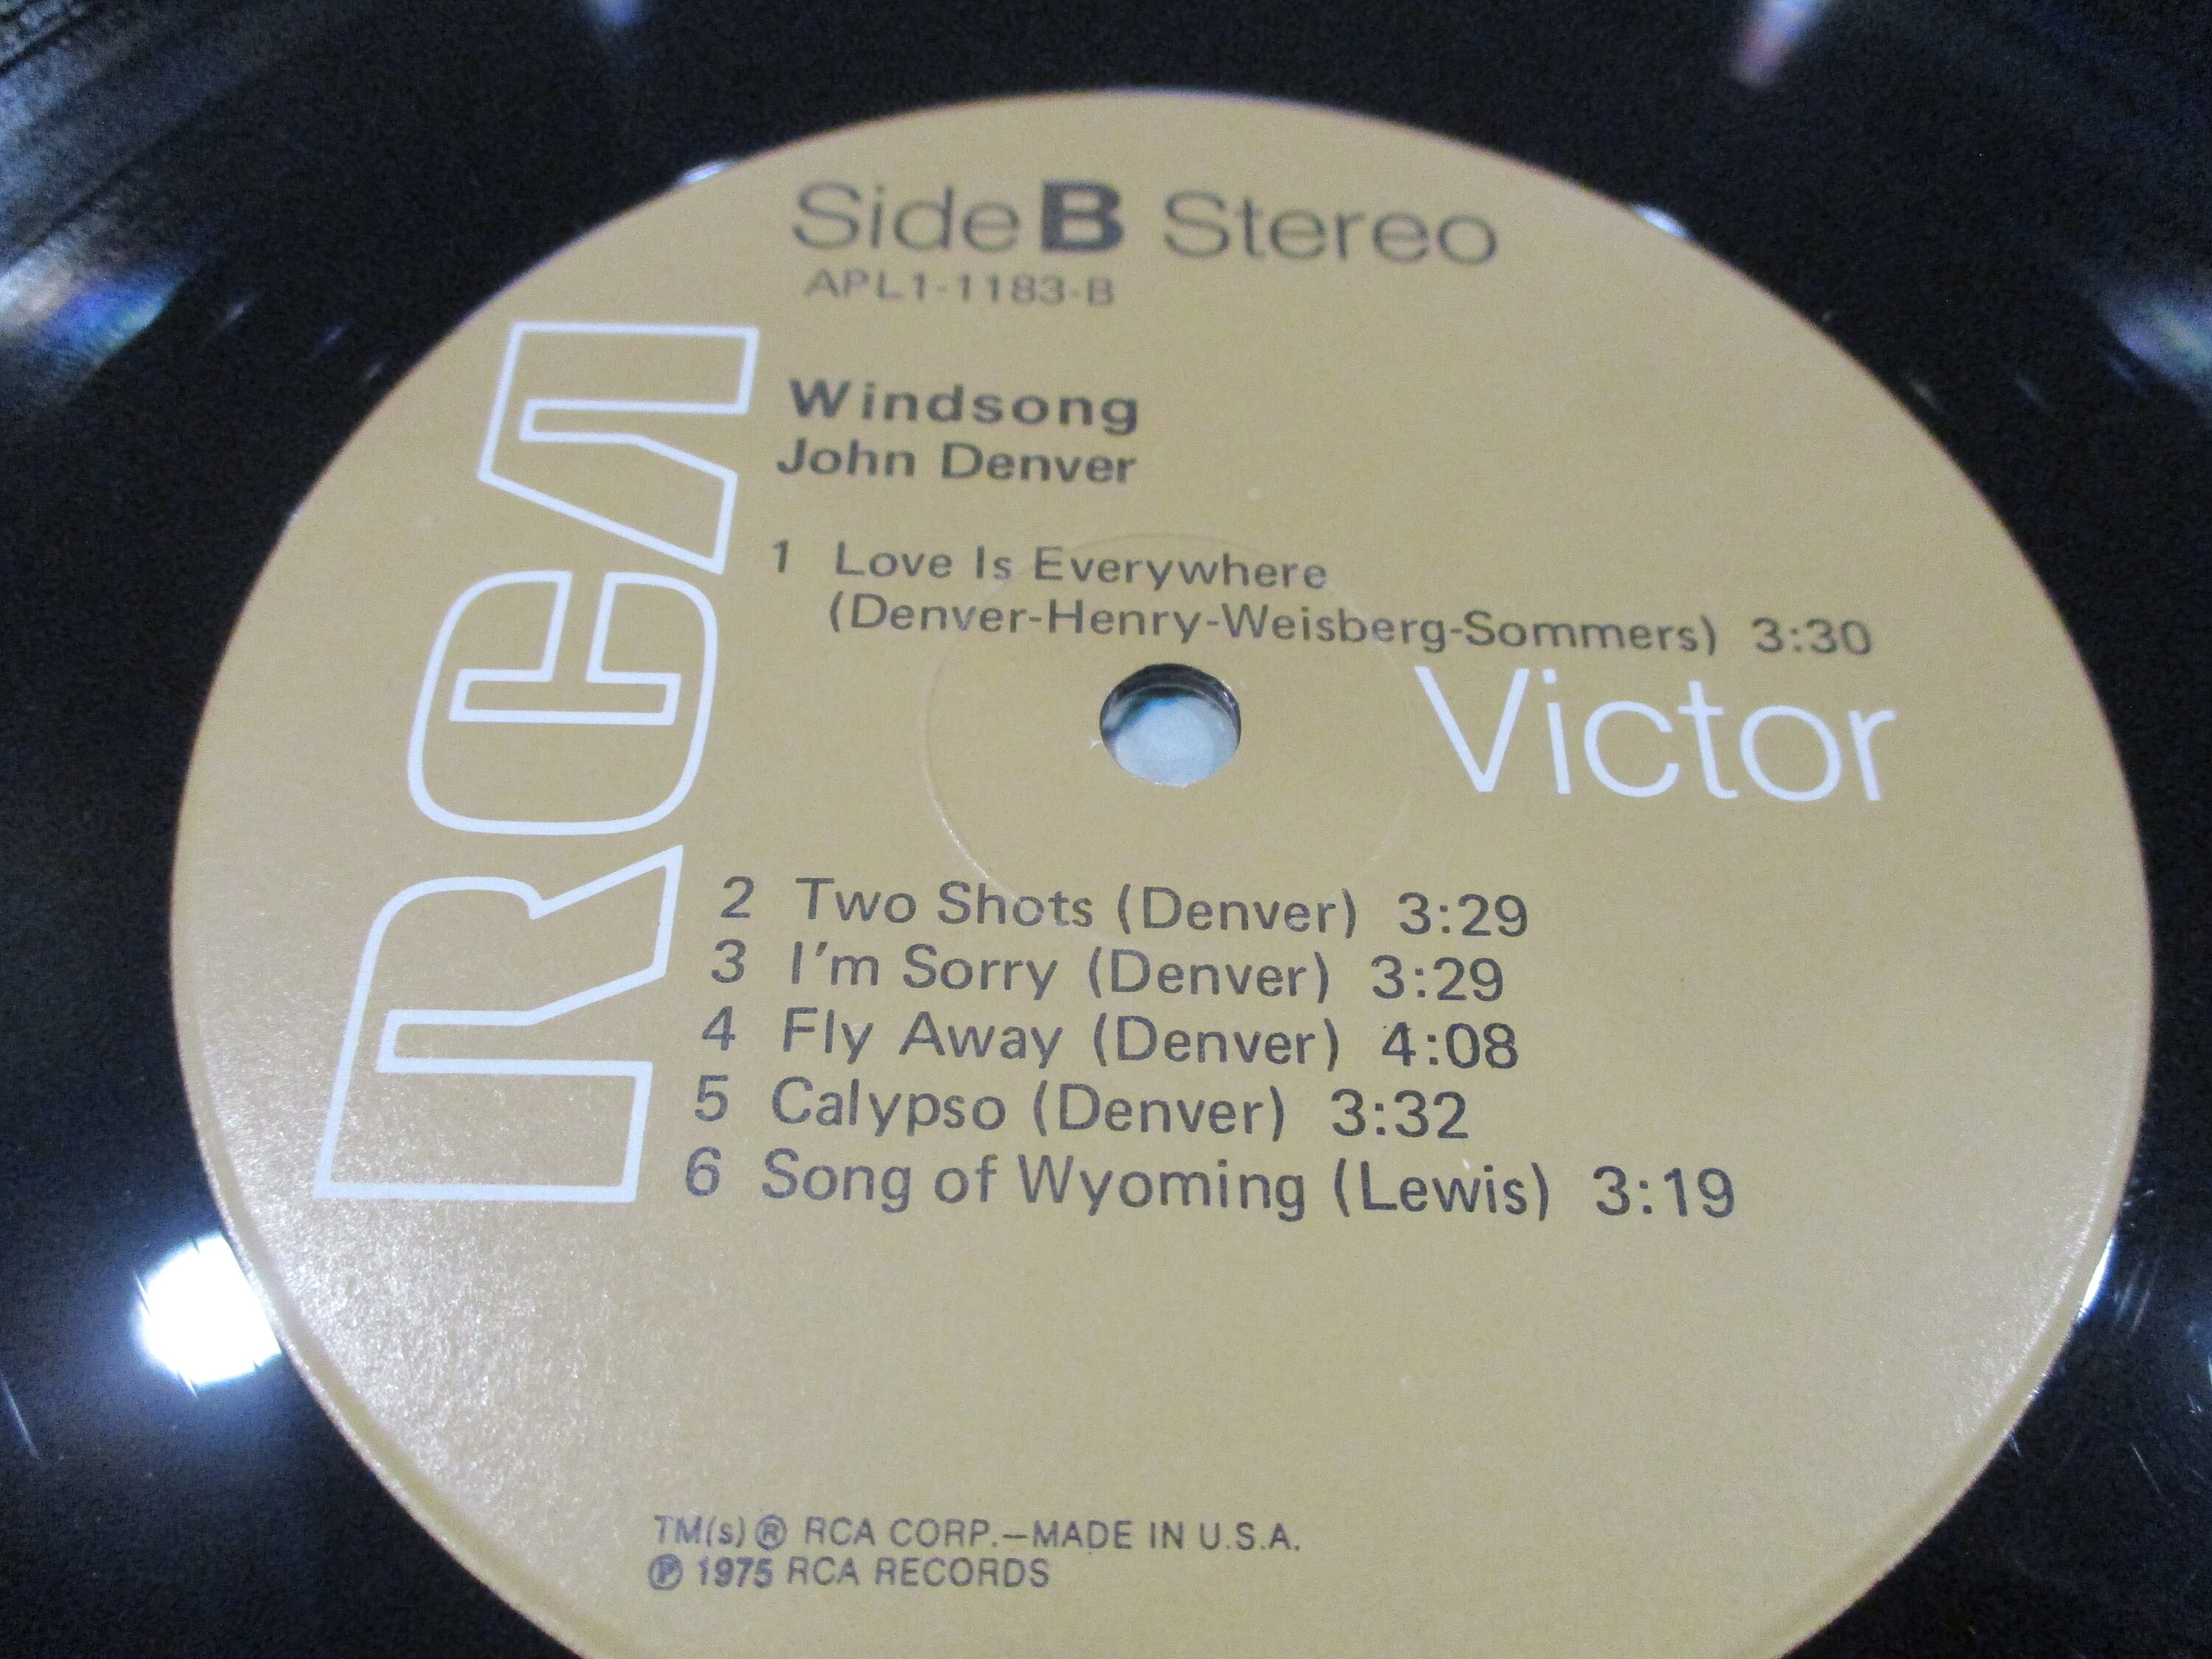 Side B Stereo
APL1-1183-B
RCA
Windsong
John Denver
1 Love Is Everywhere
(Denver-Henry-Weisberg-Sommers) 3:30
Victor
2 Two Shots (Denver) 3:29
3 I'm Sorry (Denver) 3:29
4 Fly Away (Denver) 4:08
5 Calypso (Denver) 3:32
6 Song of Wyoming (Lewis) 3:19
TM(s) ® RCA CORP.—MADE IN U.S.A.
℗ 1975 RCA RECORDS